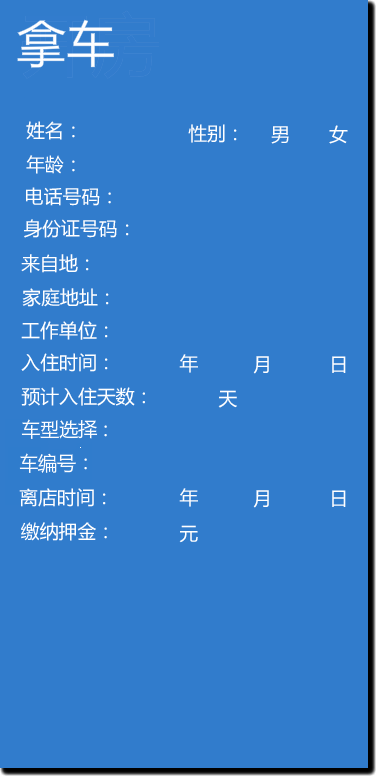 拿车
姓名： 性别： 男 女
年龄：
电话号码：
身份证号码：
来自地：
家庭地址：
工作单位：
入住时间： 年 月 日
预计入住天数： 天
车型选择：
车编号：
离店时间： 年 月 日
缴纳押金： 元